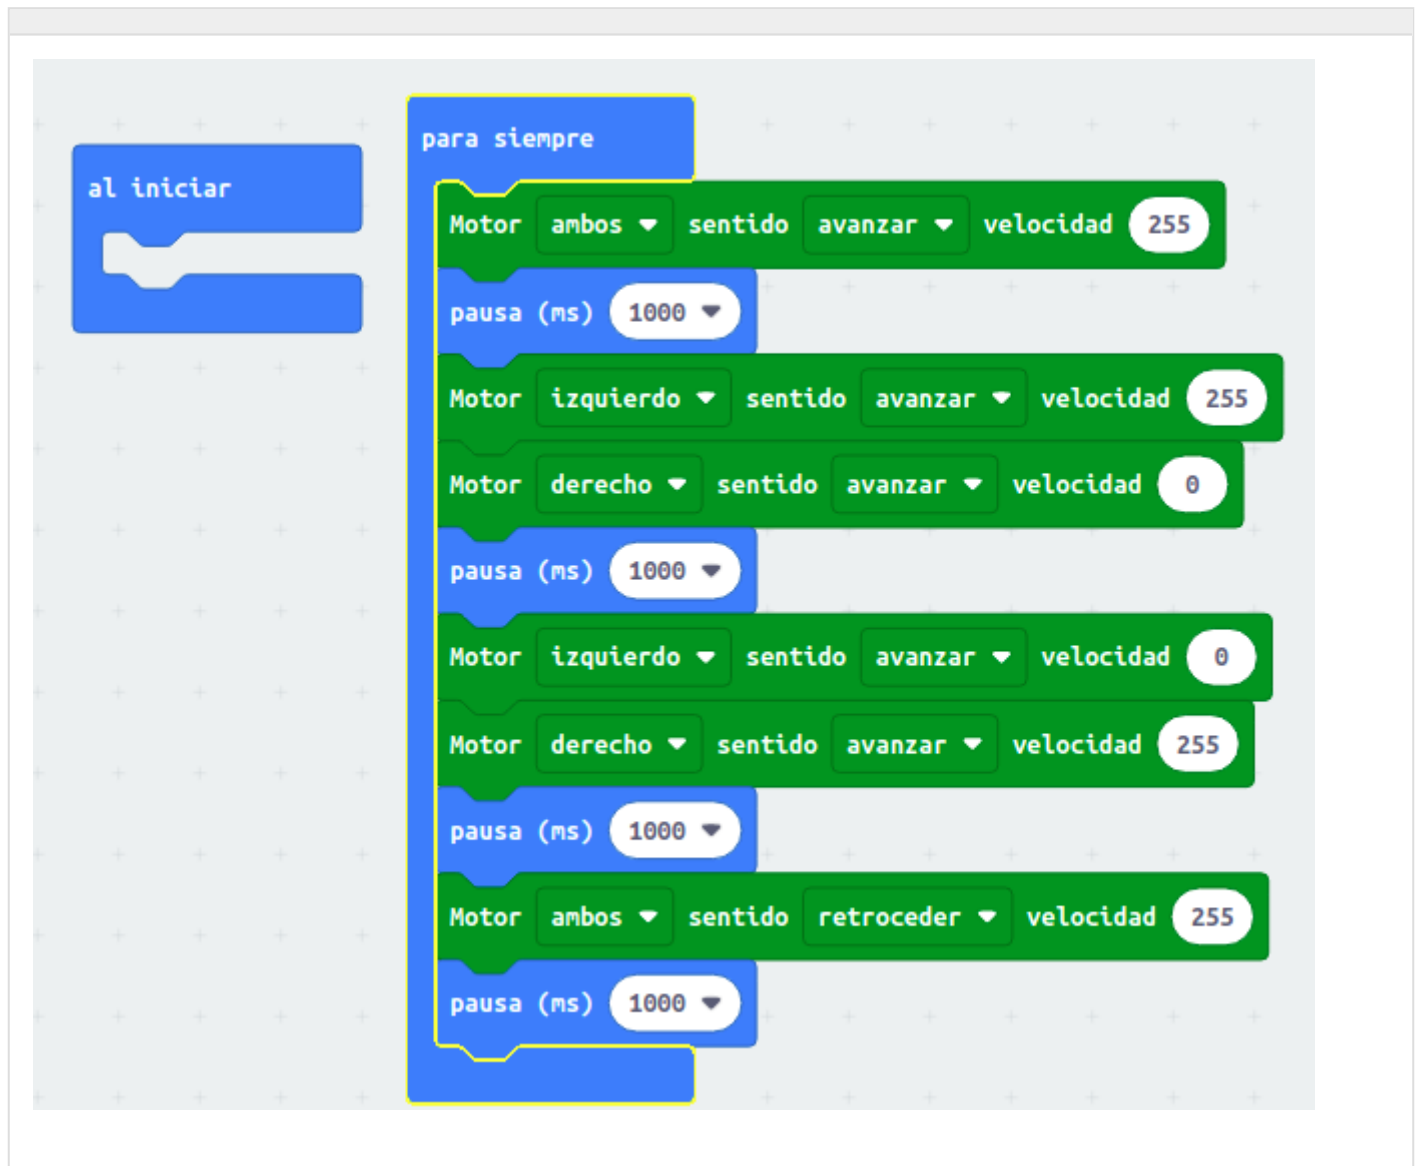 al iniciar
para siempre
Motor ambos sentido avanzar velocidad 255
pausa (ms) 1000
Motor izquierdo sentido avanzar velocidad 255
Motor derecho sentido avanzar velocidad 0
pausa (ms) 1000
Motor izquierdo sentido avanzar velocidad 0
Motor derecho sentido avanzar velocidad 255
pausa (ms) 1000
Motor ambos sentido retroceder velocidad 255
pausa (ms) 1000